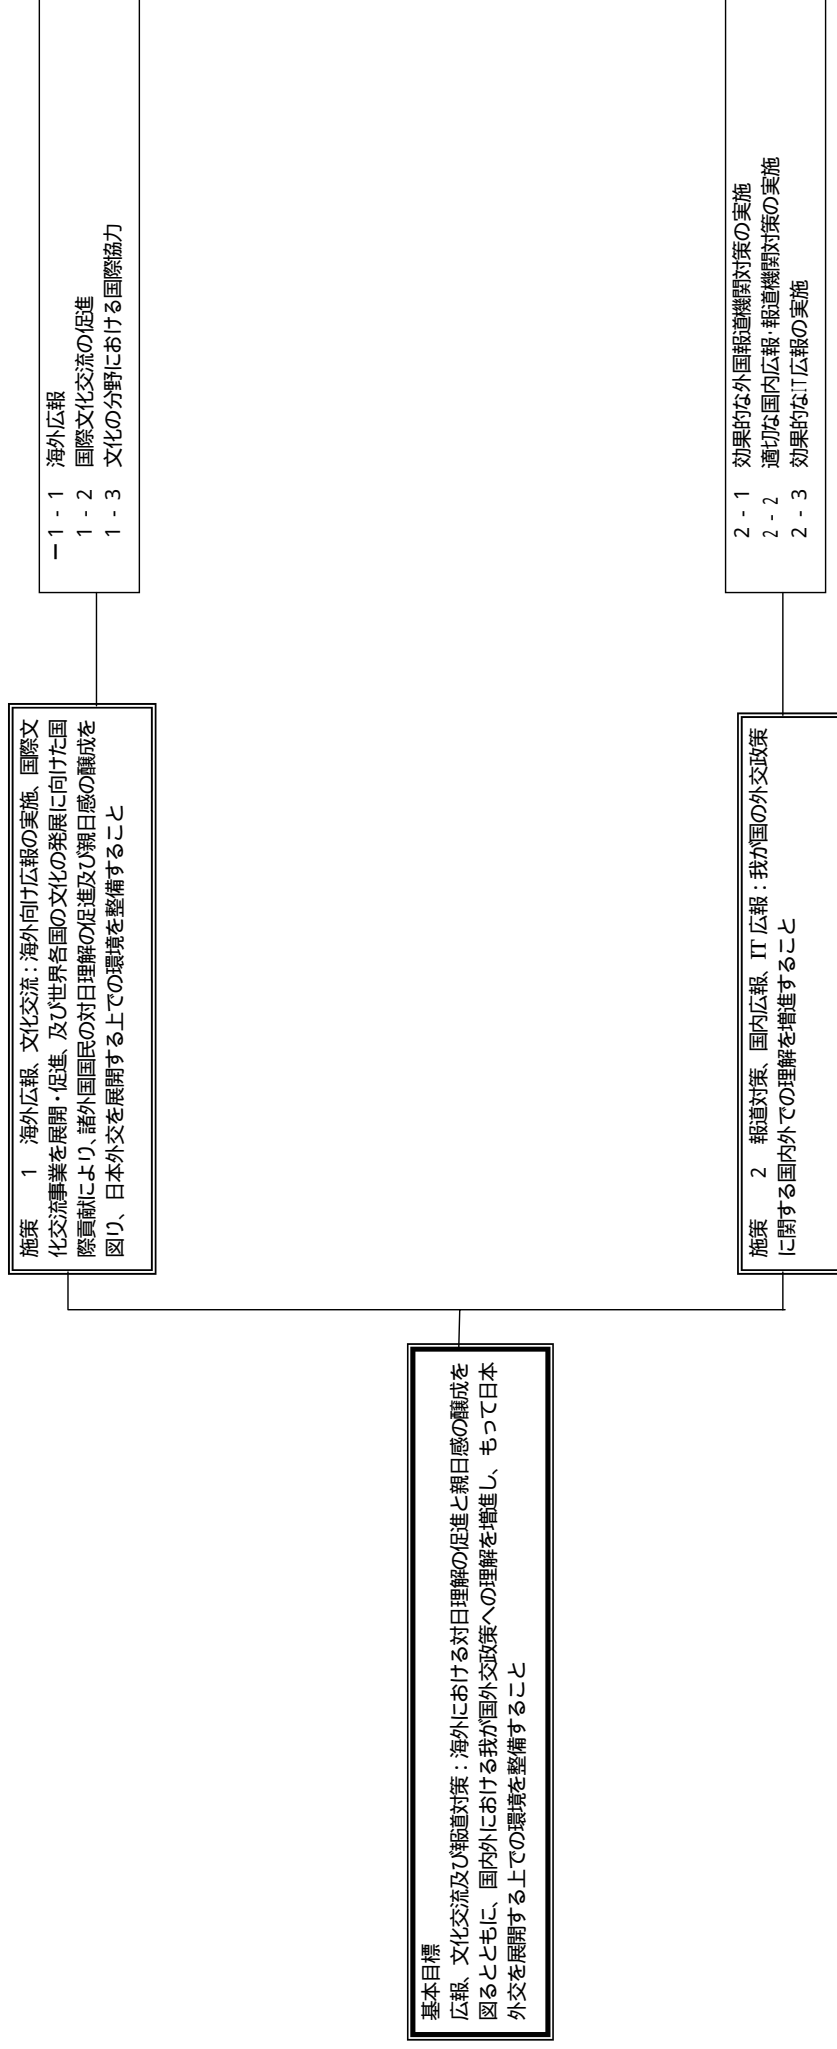 基本目標
広報、文化交流及び報道対策：海外における対日理解の促進と親日感の醸成を
図るとともに、国内外における我が国外交政策への理解を増進し、もって日本
外交を展開する上での環境を整備すること
施策　1　海外広報、文化交流：海外向け広報の実施、国際文
化交流事業を展開・促進、及び世界各国の文化の発展に向けた国
際貢献により、諸外国国民の対日理解の促進及び親日感の醸成を
図り、日本外交を展開する上での環境を整備すること
ー1-1　海外広報
1-2　国際文化交流の促進
1-3　文化の分野における国際協力
施策　2　報道対策、国内広報、IT広報：我が国の外交政策
に関する国内外での理解を増進すること
2-1　効果的な外国報道機関対策の実施
2-2　適切な国内広報・報道機関対策の実施
2-3　効果的なIT広報の実施